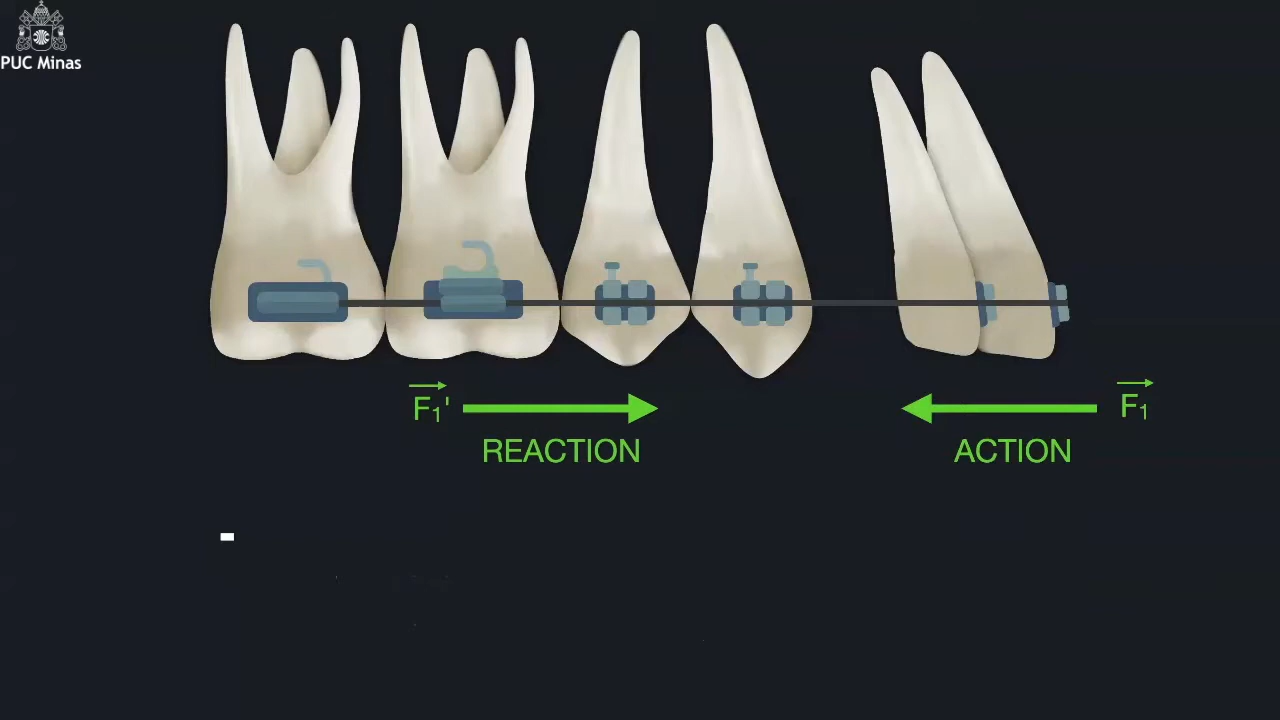 PUC Minas
F₁'
REACTION
F₁
ACTION